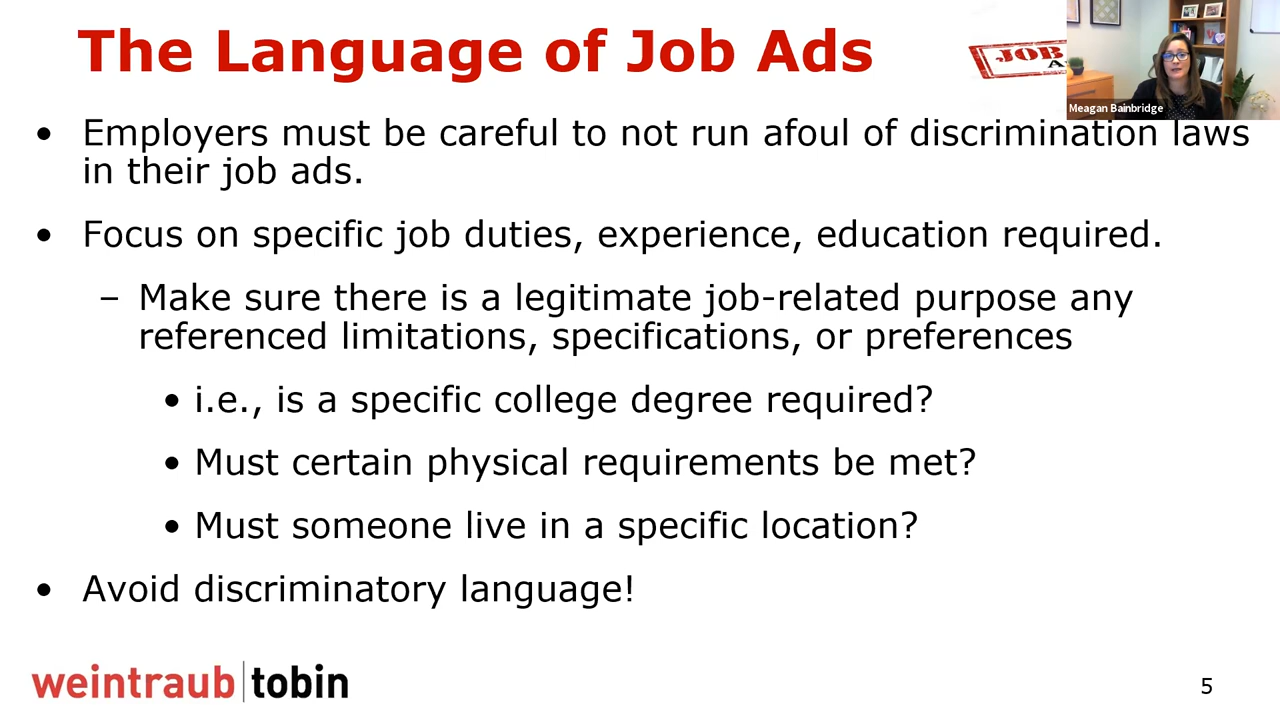 The Language of Job Ads
JOB
A
Meagan Bainbridge
• Employers must be careful to not run afoul of discrimination laws
in their job ads.
• Focus on specific job duties, experience, education required.
– Make sure there is a legitimate job-related purpose any
referenced limitations, specifications, or preferences
• i.e., is a specific college degree required?
• Must certain physical requirements be met?
• Must someone live in a specific location?
• Avoid discriminatory language!
weintraub|tobin
5